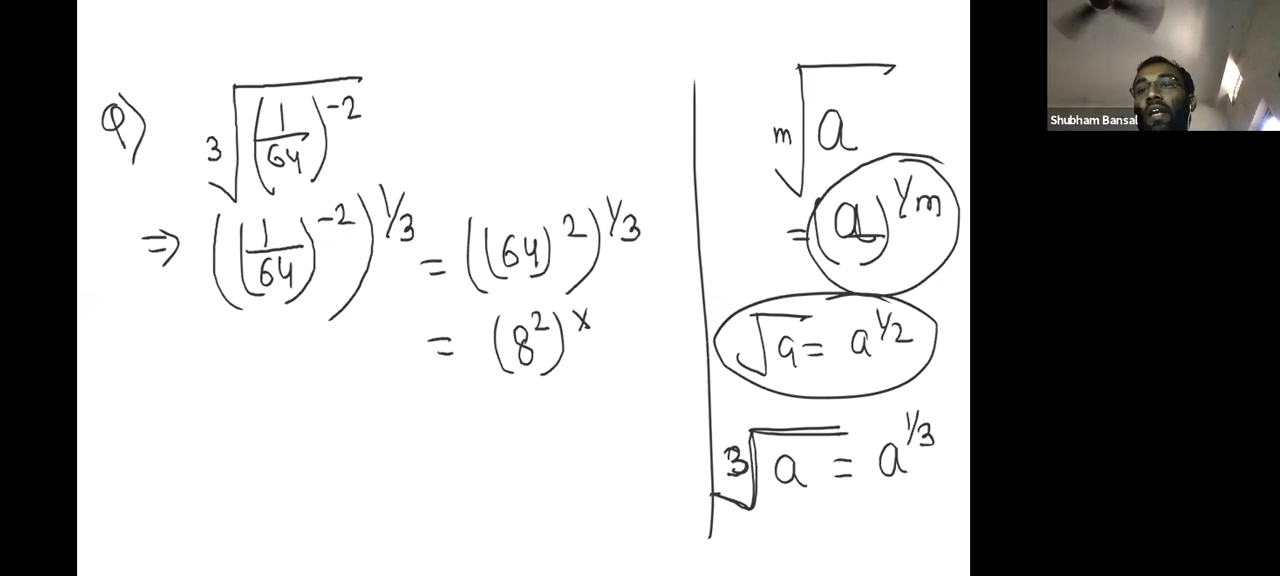 Q) ∛((1/64)^-2)
⇒ ((1/64)^-2)^1/3 = ((64)^2)^1/3
= (8^2)^x
ᵐ√a
= (a)^1/m
√a = a^1/2
∛a = a^1/3
Shubham Bansal